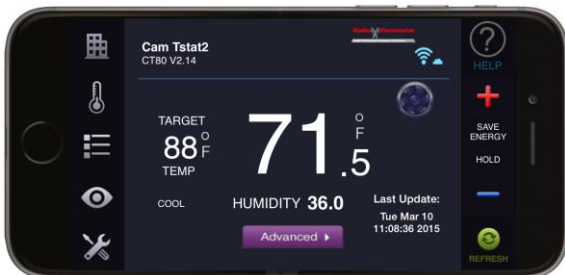 Cam Tstat2
CT80 V2.14
RadioThermostat
HELP
TARGET
88°F
TEMP
71.5 °F
SAVE
ENERGY
HOLD
COOL
HUMIDITY 36.0
Last Update:
Tue Mar 10
11:08:36 2015
Advanced
REFRESH